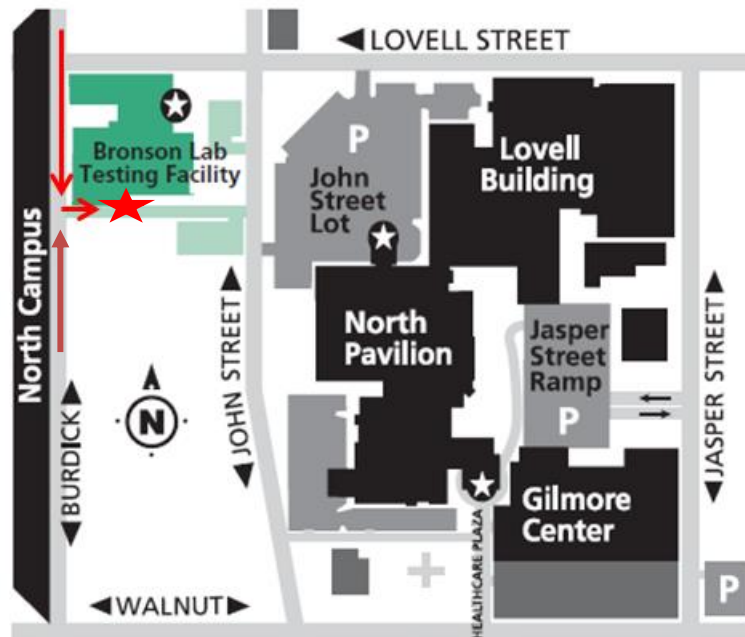 LOVELL STREET
North Campus
Bronson Lab
Testing Facility
P
John
Street
Lot
Lovell
Building
North
Pavilion
Jasper
Street
Ramp
P
N
BURDICK
JOHN STREET
JASPER STREET
Gilmore
Center
HEALTHCARE PLAZA
P
WALNUT